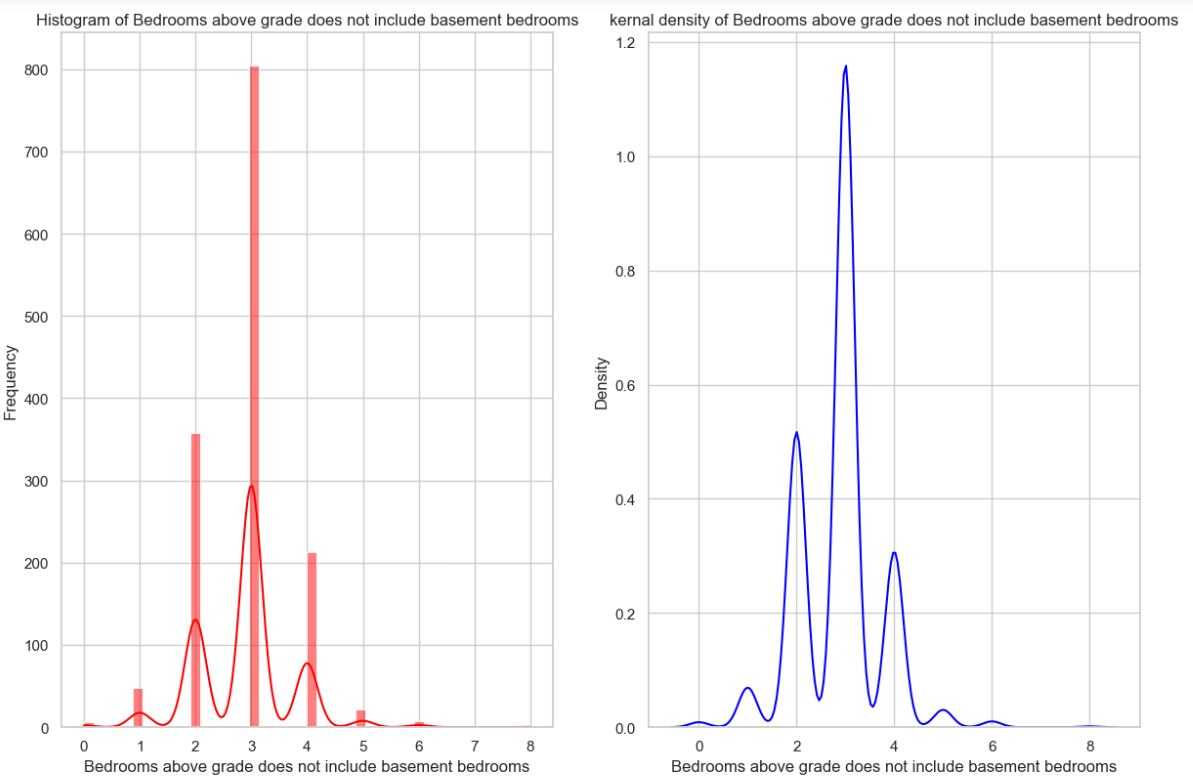 Histogram of Bedrooms above grade does not include basement bedrooms
800
700
600
500
400
300
200
100
0
Frequency
0 1 2 3 4 5 6 7 8
Bedrooms above grade does not include basement bedrooms
kernal density of Bedrooms above grade does not include basement bedrooms
1.2
1.0
0.8
0.6
0.4
0.2
0.0
Density
0 2 4 6 8
Bedrooms above grade does not include basement bedrooms